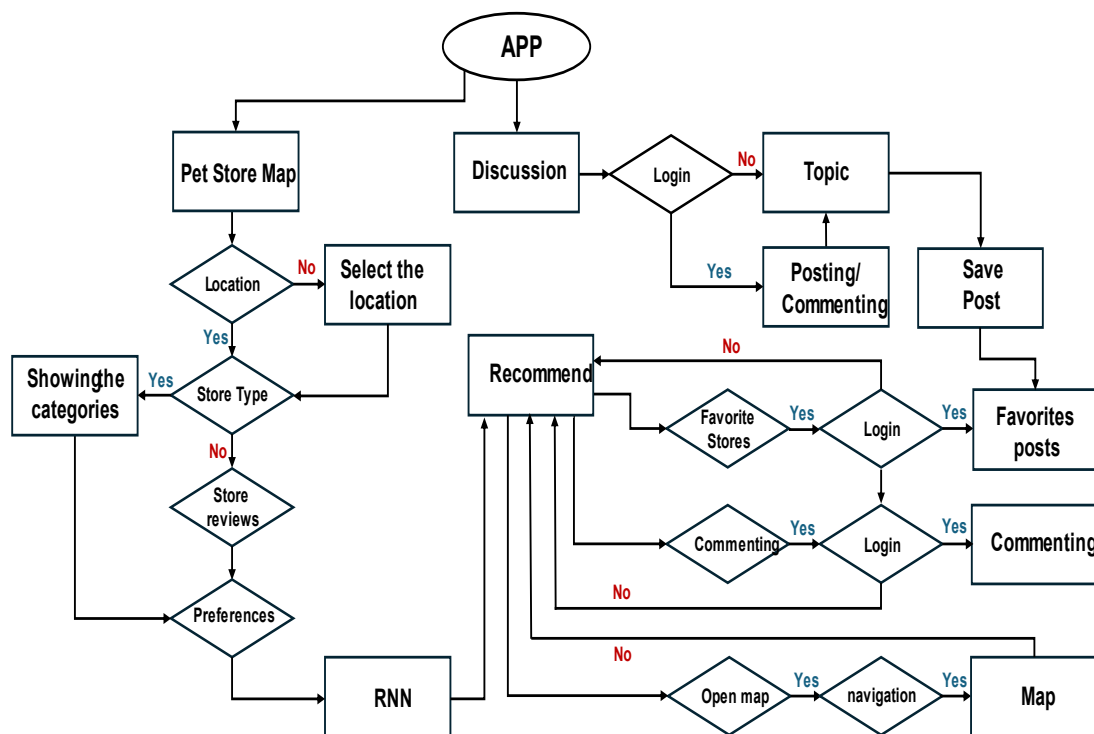 APP
Pet Store Map
Discussion
Login
No
Topic
Yes
Posting/
Commenting
Save
Post
Location
No
Select the
location
Yes
Showing the
categories
Yes
Store Type
No
Store
reviews
Preferences
RNN
Recommend
No
Favorite
Stores
Yes
Login
Yes
Favorites
posts
Commenting
Yes
Login
Yes
Commenting
No
No
Open map
Yes
navigation
Yes
Map